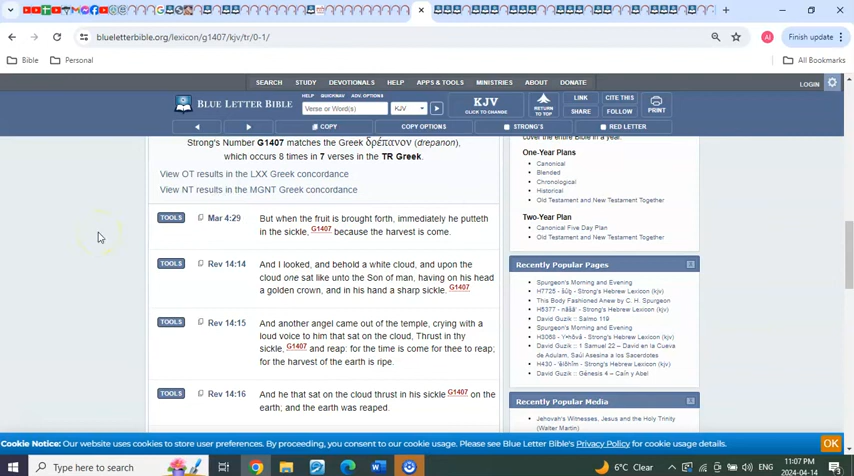 blueletterbible.org/lexicon/g1407/kjv/tr/0-1/
Finish update
Bible
Personal
All Bookmarks
SEARCH STUDY DEVOTIONALS HELP APPS & TOOLS MINISTRIES ABOUT DONATE
LOGIN
BLUE LETTER BIBLE
HELP QUICKNAV ADV. OPTIONS
Verse or Word(s)
KJV
KJV
CLICK TO CHANGE
RETURN
TO TOP
LINK
SHARE
CITE THIS
FOLLOW
PRINT
COPY
COPY OPTIONS
STRONG'S
RED LETTER
Strong's Number G1407 matches the Greek δρέπανον (drepanon),
which occurs 8 times in 7 verses in the TR Greek.
View OT results in the LXX Greek concordance
View NT results in the MGNT Greek concordance
TOOLS
Mar 4:29
But when the fruit is brought forth, immediately he putteth
in the sickle, G1407 because the harvest is come.
TOOLS
Rev 14:14
And I looked, and behold a white cloud, and upon the
cloud one sat like unto the Son of man, having on his head
a golden crown, and in his hand a sharp sickle. G1407
TOOLS
Rev 14:15
And another angel came out of the temple, crying with a
loud voice to him that sat on the cloud, Thrust in thy
sickle, G1407 and reap: for the time is come for thee to reap;
for the harvest of the earth is ripe.
TOOLS
Rev 14:16
And he that sat on the cloud thrust in his sickle G1407 on the
earth; and the earth was reaped.
cover the entire Bible in a year.
One-Year Plans
Canonical
Blended
Chronological
Historical
Old Testament and New Testament Together
Two-Year Plan
Canonical Five Day Plan
Old Testament and New Testament Together
Recently Popular Pages
Spurgeon's Morning and Evening
This Body Fashioned Anew by C. H. Spurgeon
David Guzik :: Salmo 119
Spurgeon's Morning and Evening
David Guzik :: 1 Samuel 22 – David en la Cueva
de Adulam, Saúl Asesina a los Sacerdotes
David Guzik :: Génesis 4 – Caín y Abel
Recently Popular Media
Jehovah's Witnesses, Jesus and the Holy Trinity
(Walter Martin)
Cookie Notice: Our website uses cookies to store user preferences. By proceeding, you consent to our cookie usage. Please see Blue Letter Bible's Privacy Policy for cookie usage details.
OK
Type here to search
6°C Clear
11:07 PM
2024-04-14